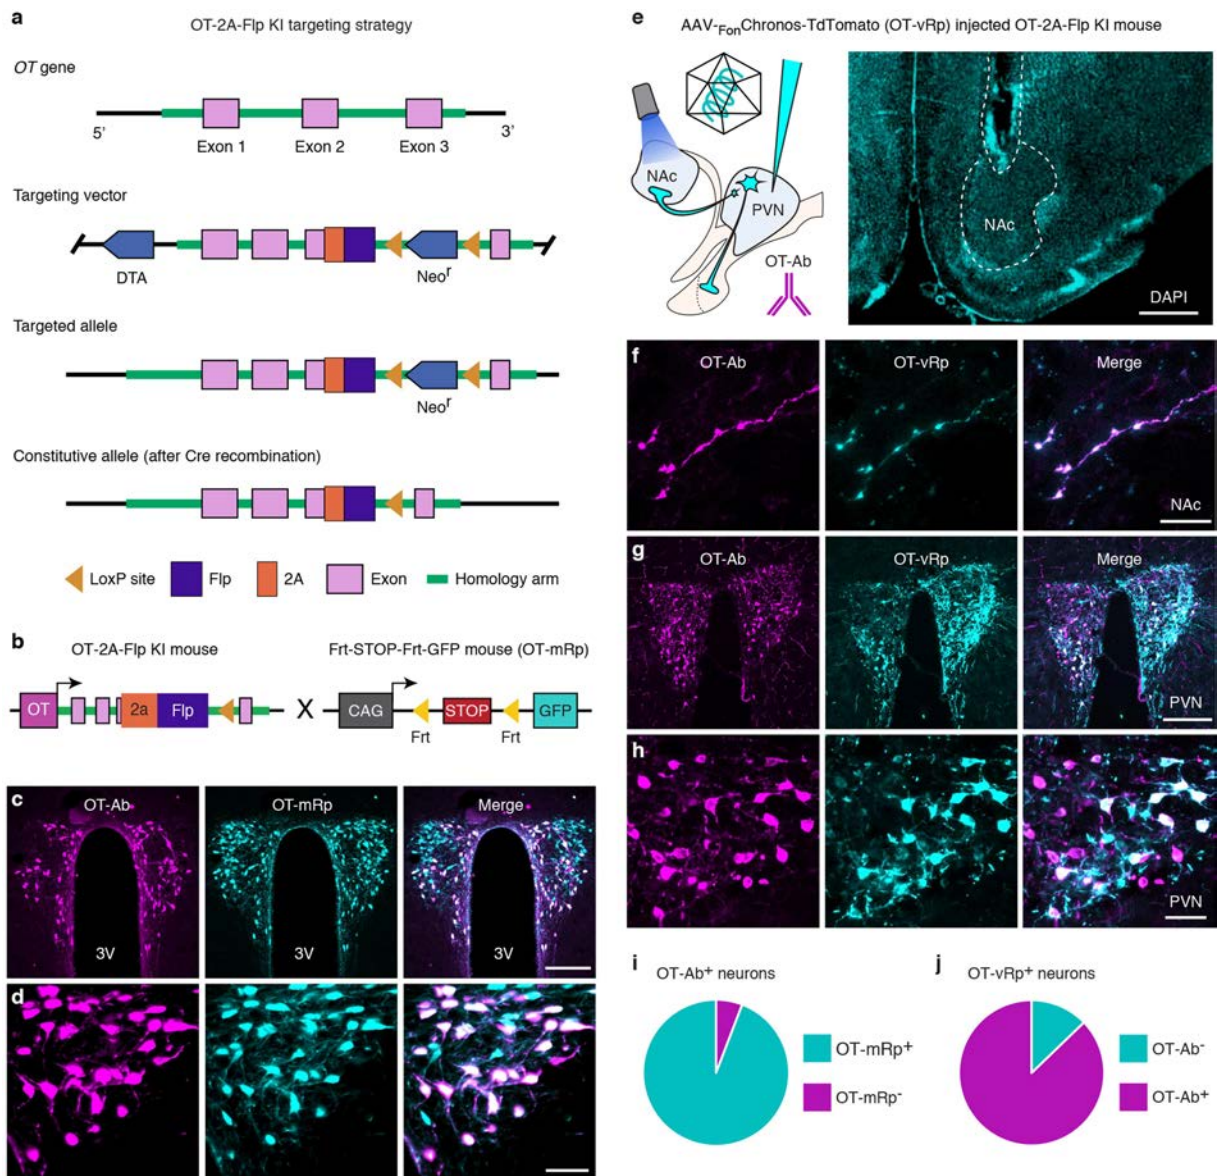 a
OT-2A-Flp KI targeting strategy
OT gene
5’
3’
Exon 1
Exon 2
Exon 3
Targeting vector
DTA
Neoʳ
Targeted allele
Neoʳ
Constitutive allele (after Cre recombination)
LoxP site
Flp
2A
Exon
Homology arm
b
OT-2A-Flp KI mouse
Frt-STOP-Frt-GFP mouse (OT-mRp)
OT
2a
Flp
X
CAG
STOP
GFP
Frt
Frt
c
OT-Ab
OT-mRp
Merge
3V
3V
d
e
AAV-FonChronos-TdTomato (OT-vRp) injected OT-2A-Flp KI mouse
NAc
PVN
OT-Ab
NAc
DAPI
f
OT-Ab
OT-vRp
Merge
NAc
g
OT-Ab
OT-vRp
Merge
PVN
h
PVN
i
OT-Ab⁺ neurons
OT-mRp⁺
OT-mRp⁻
j
OT-vRp⁺ neurons
OT-Ab⁻
OT-Ab⁺